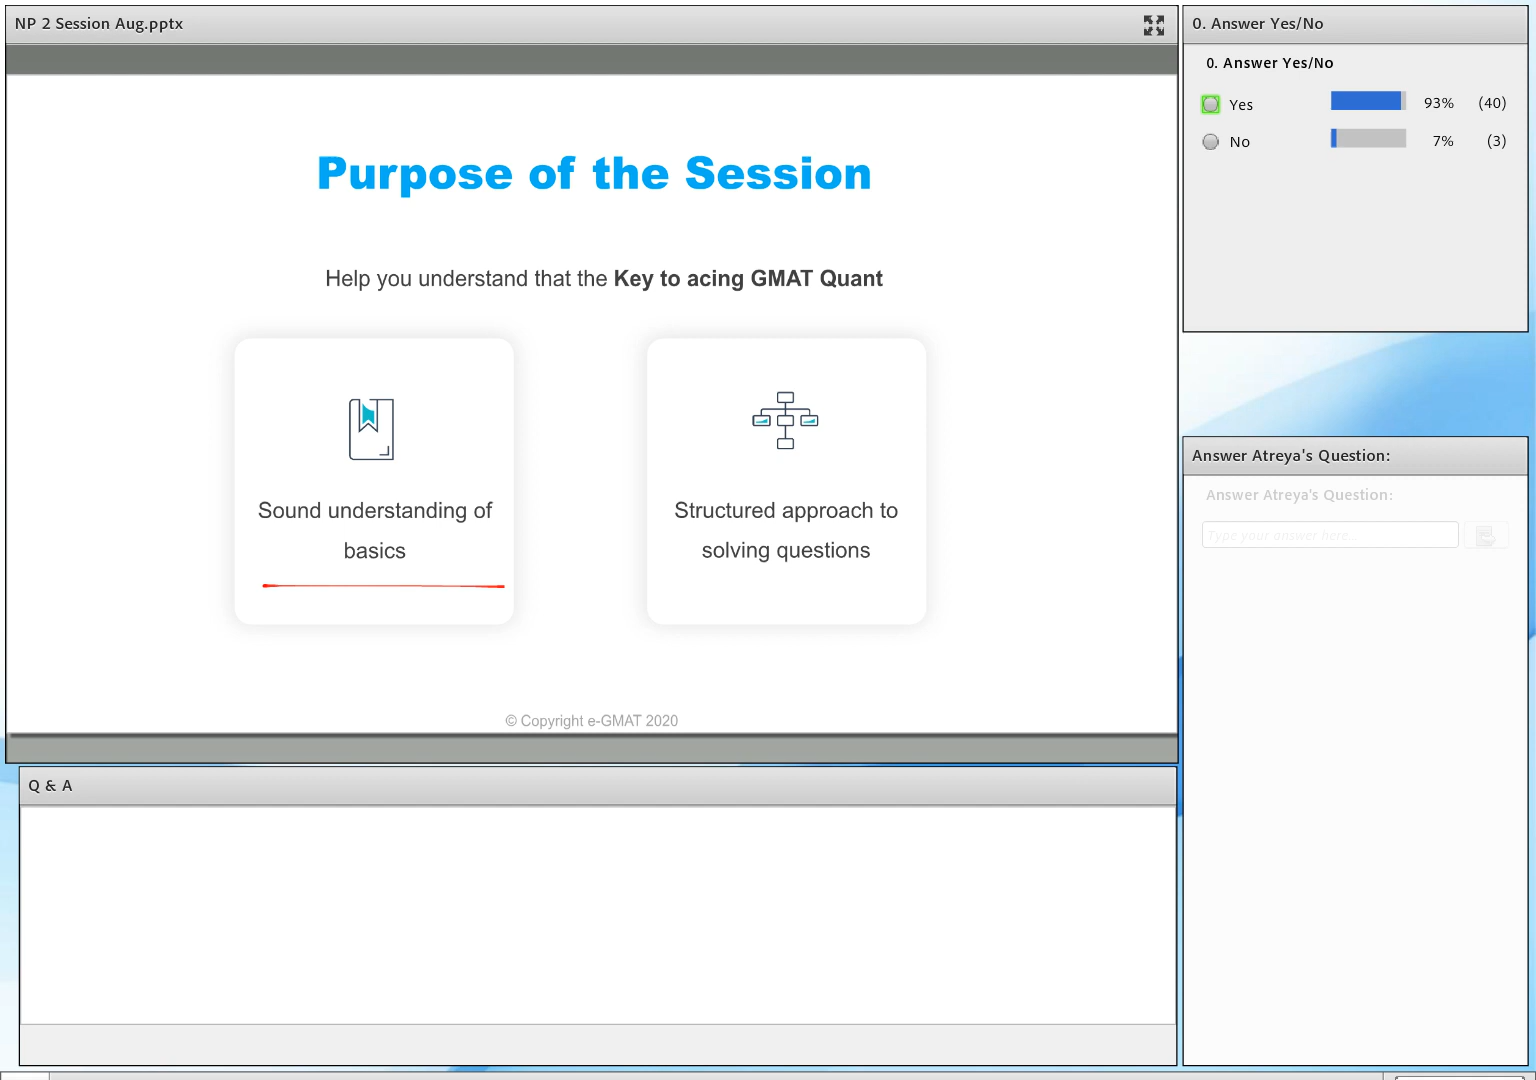 NP 2 Session Aug.pptx
Purpose of the Session
Help you understand that the Key to acing GMAT Quant
Sound understanding of
basics
Structured approach to
solving questions
© Copyright e-GMAT 2020
Q & A
0. Answer Yes/No
0. Answer Yes/No
Yes 93% (40)
No 7% (3)
Answer Atreya's Question:
Answer Atreya's Question:
Type your answer here...